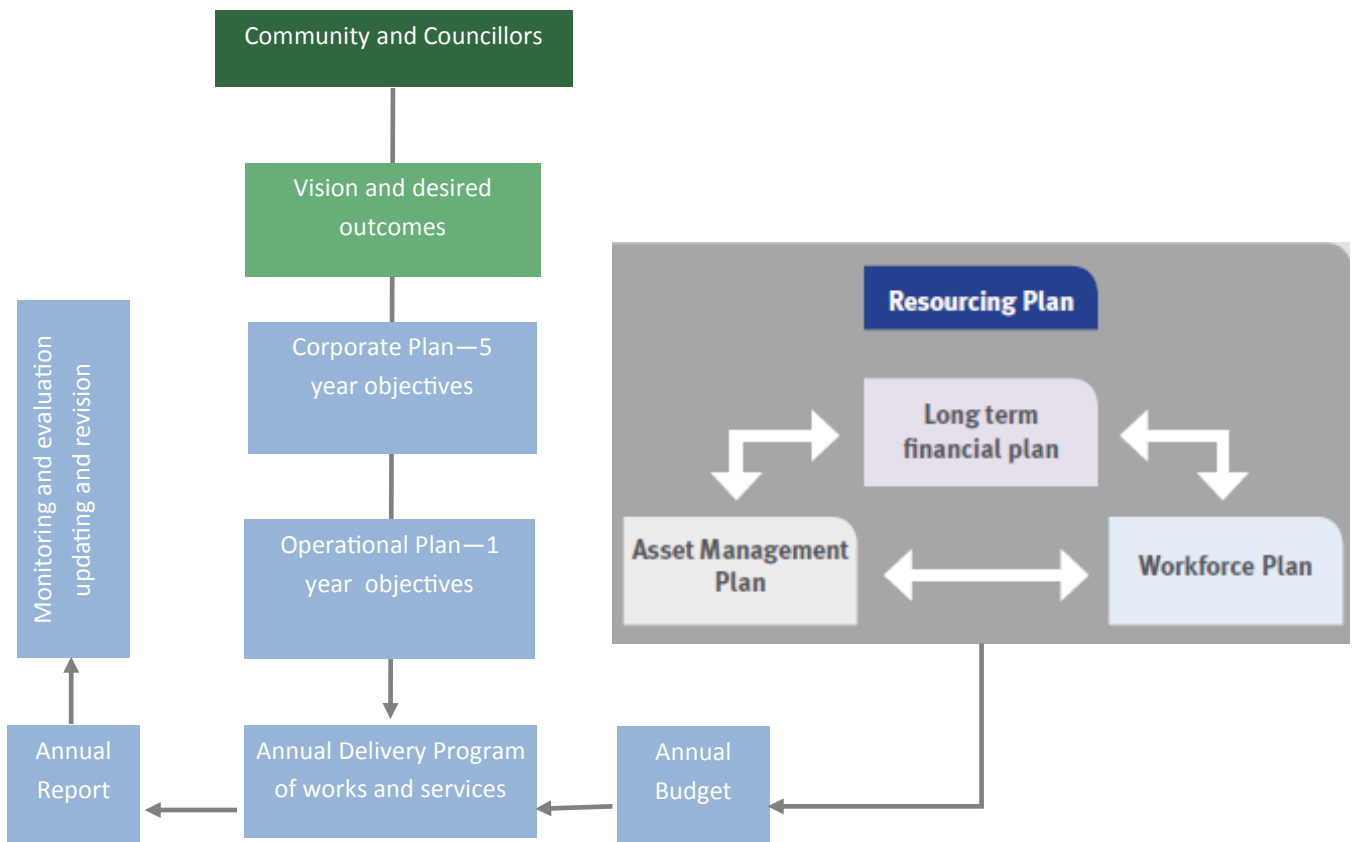 Community and Councillors
Vision and desired
outcomes
Corporate Plan—5
year objectives
Operational Plan—1
year  objectives
Annual Delivery Program
of works and services
Monitoring and evaluation
updating and revision
Annual
Report
Annual
Budget
Resourcing Plan
Long term
financial plan
Asset Management
Plan
Workforce Plan